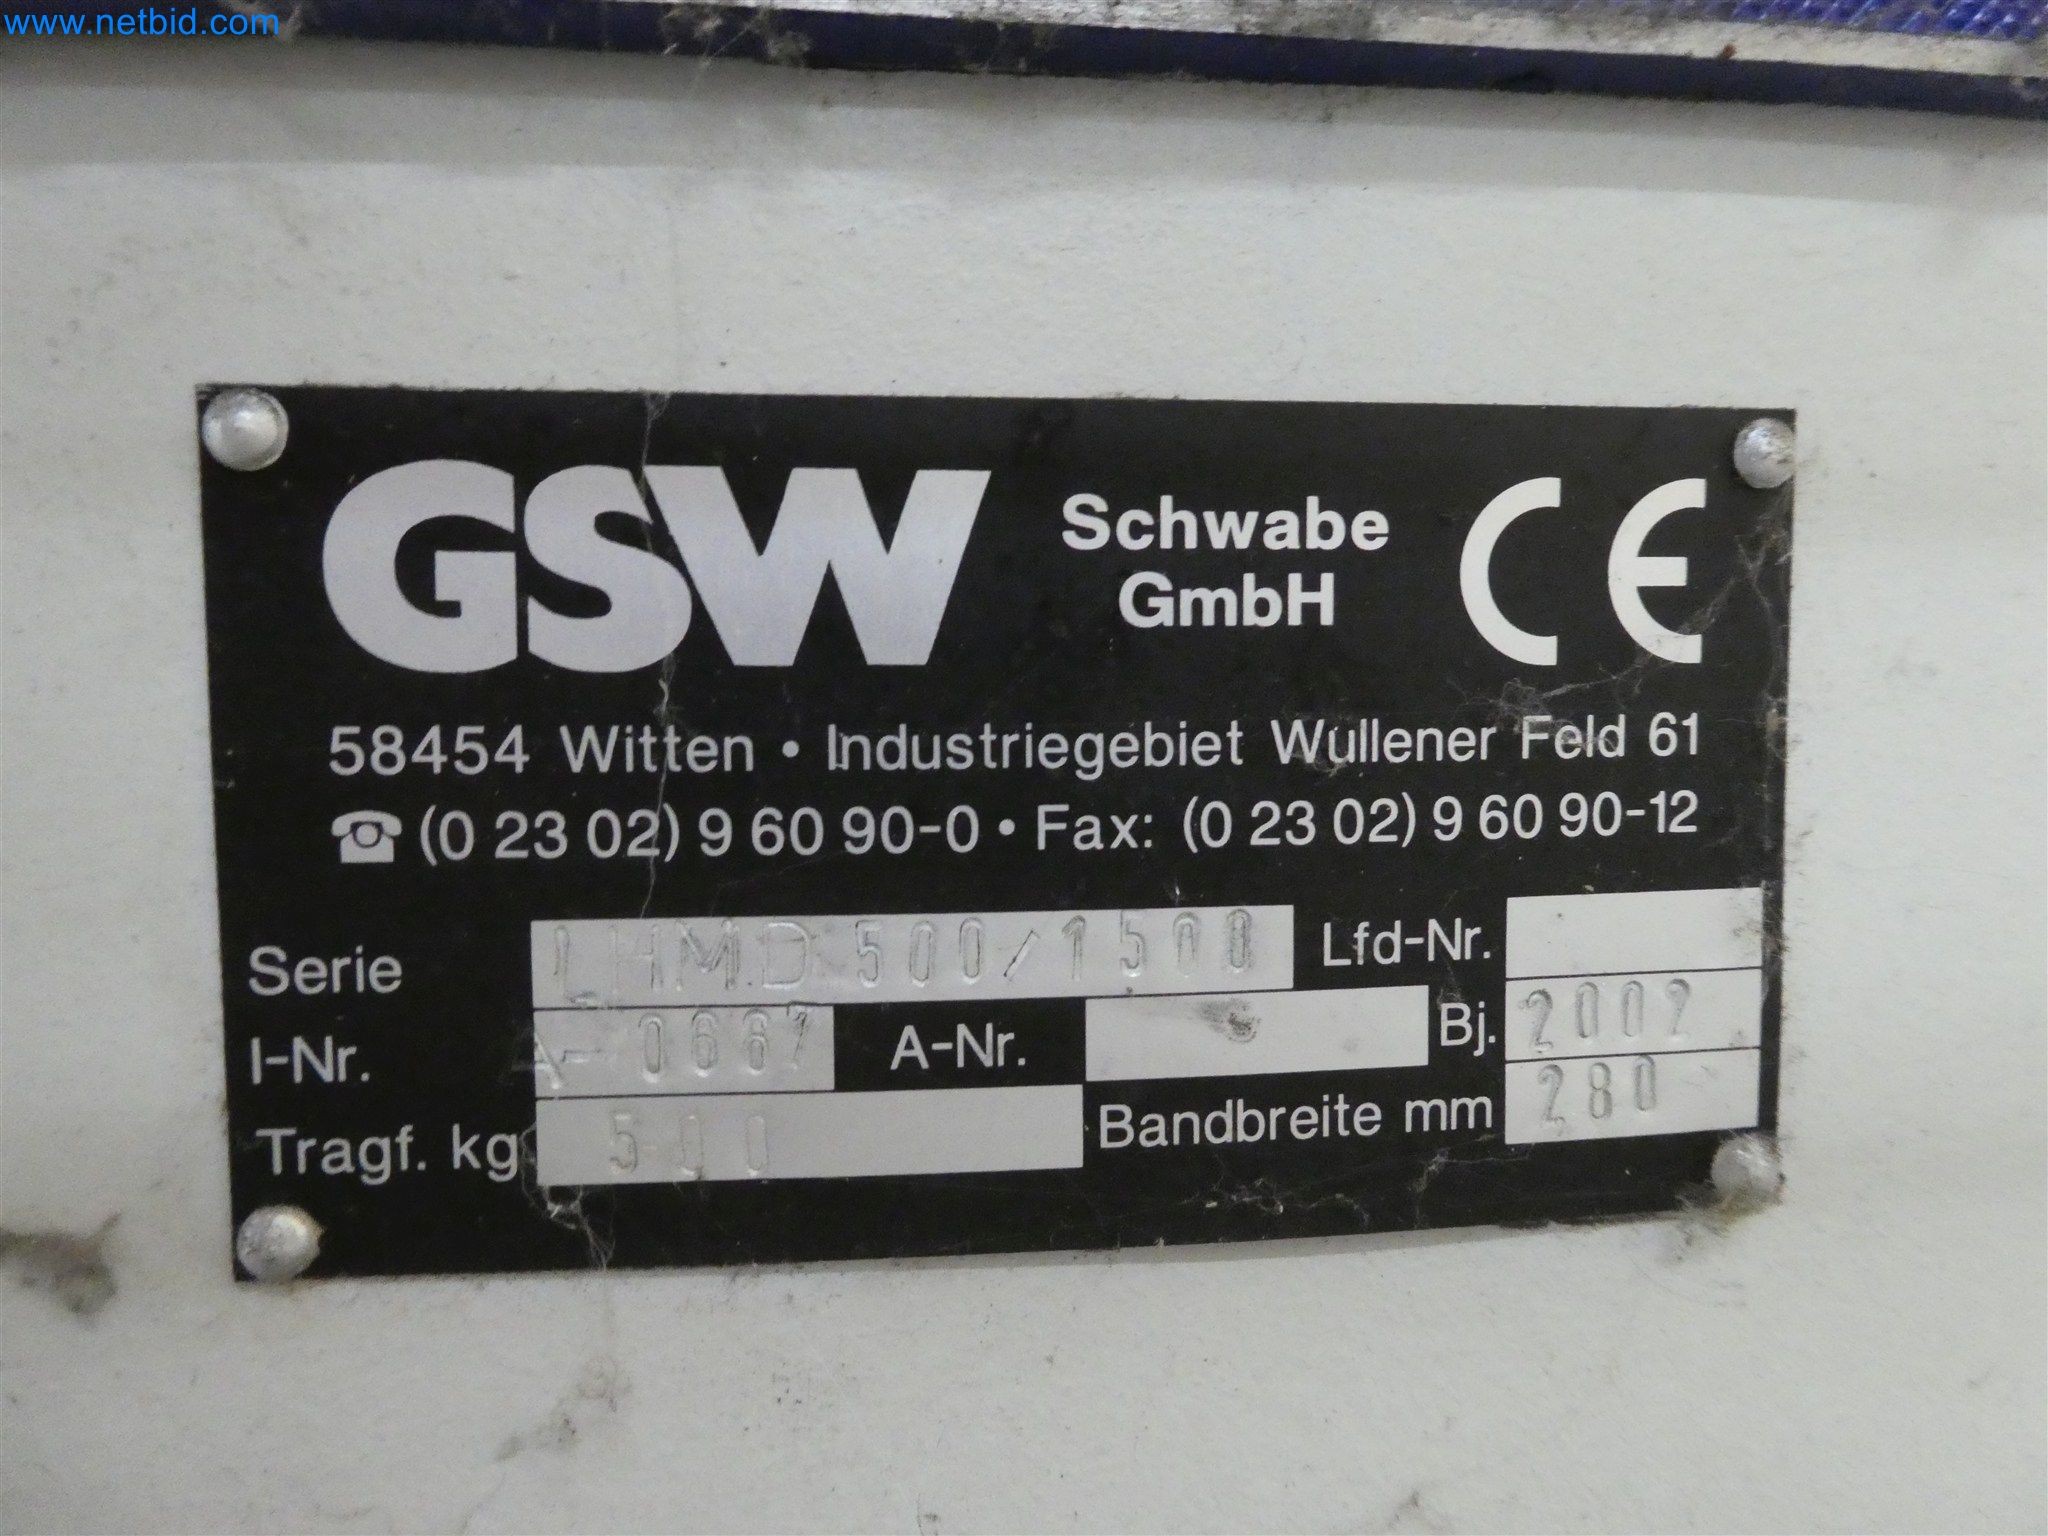 www.netbid.com
GSW Schwabe GmbH CE
58454 Witten • Industriegebiet Wullener Feld 61
☎ (0 23 02) 9 60 90-0 • Fax: (0 23 02) 9 60 90-12
Serie LHMD 500/1500 Lfd-Nr.
I-Nr. A-0667 A-Nr. Bj. 2002
Tragf. kg 500 Bandbreite mm 280